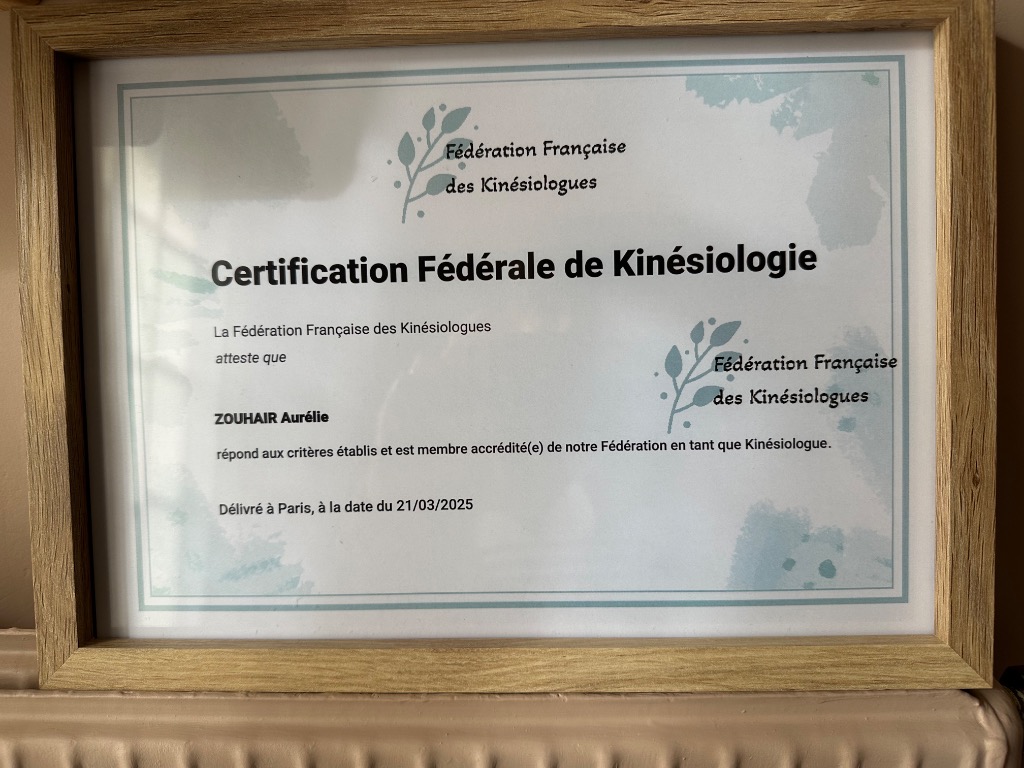 Fédération Française
des Kinésiologues
Certification Fédérale de Kinésiologie
La Fédération Française des Kinésiologues
atteste que
Fédération Française
des Kinésiologues
ZOUHAIR Aurélie
répond aux critères établis et est membre accrédité(e) de notre Fédération en tant que Kinésiologue.
Délivré à Paris, à la date du 21/03/2025